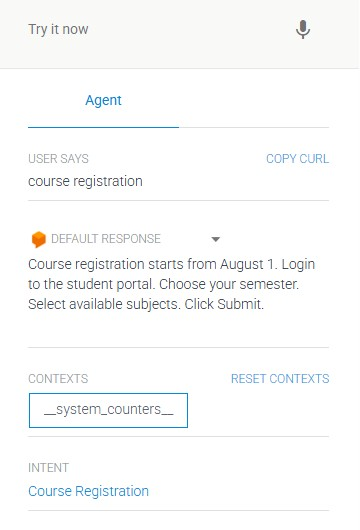 Try it now
Agent
USER SAYS COPY CURL
course registration
DEFAULT RESPONSE
Course registration starts from August 1. Login
to the student portal. Choose your semester.
Select available subjects. Click Submit.
CONTEXTS RESET CONTEXTS
__system_counters__
INTENT
Course Registration